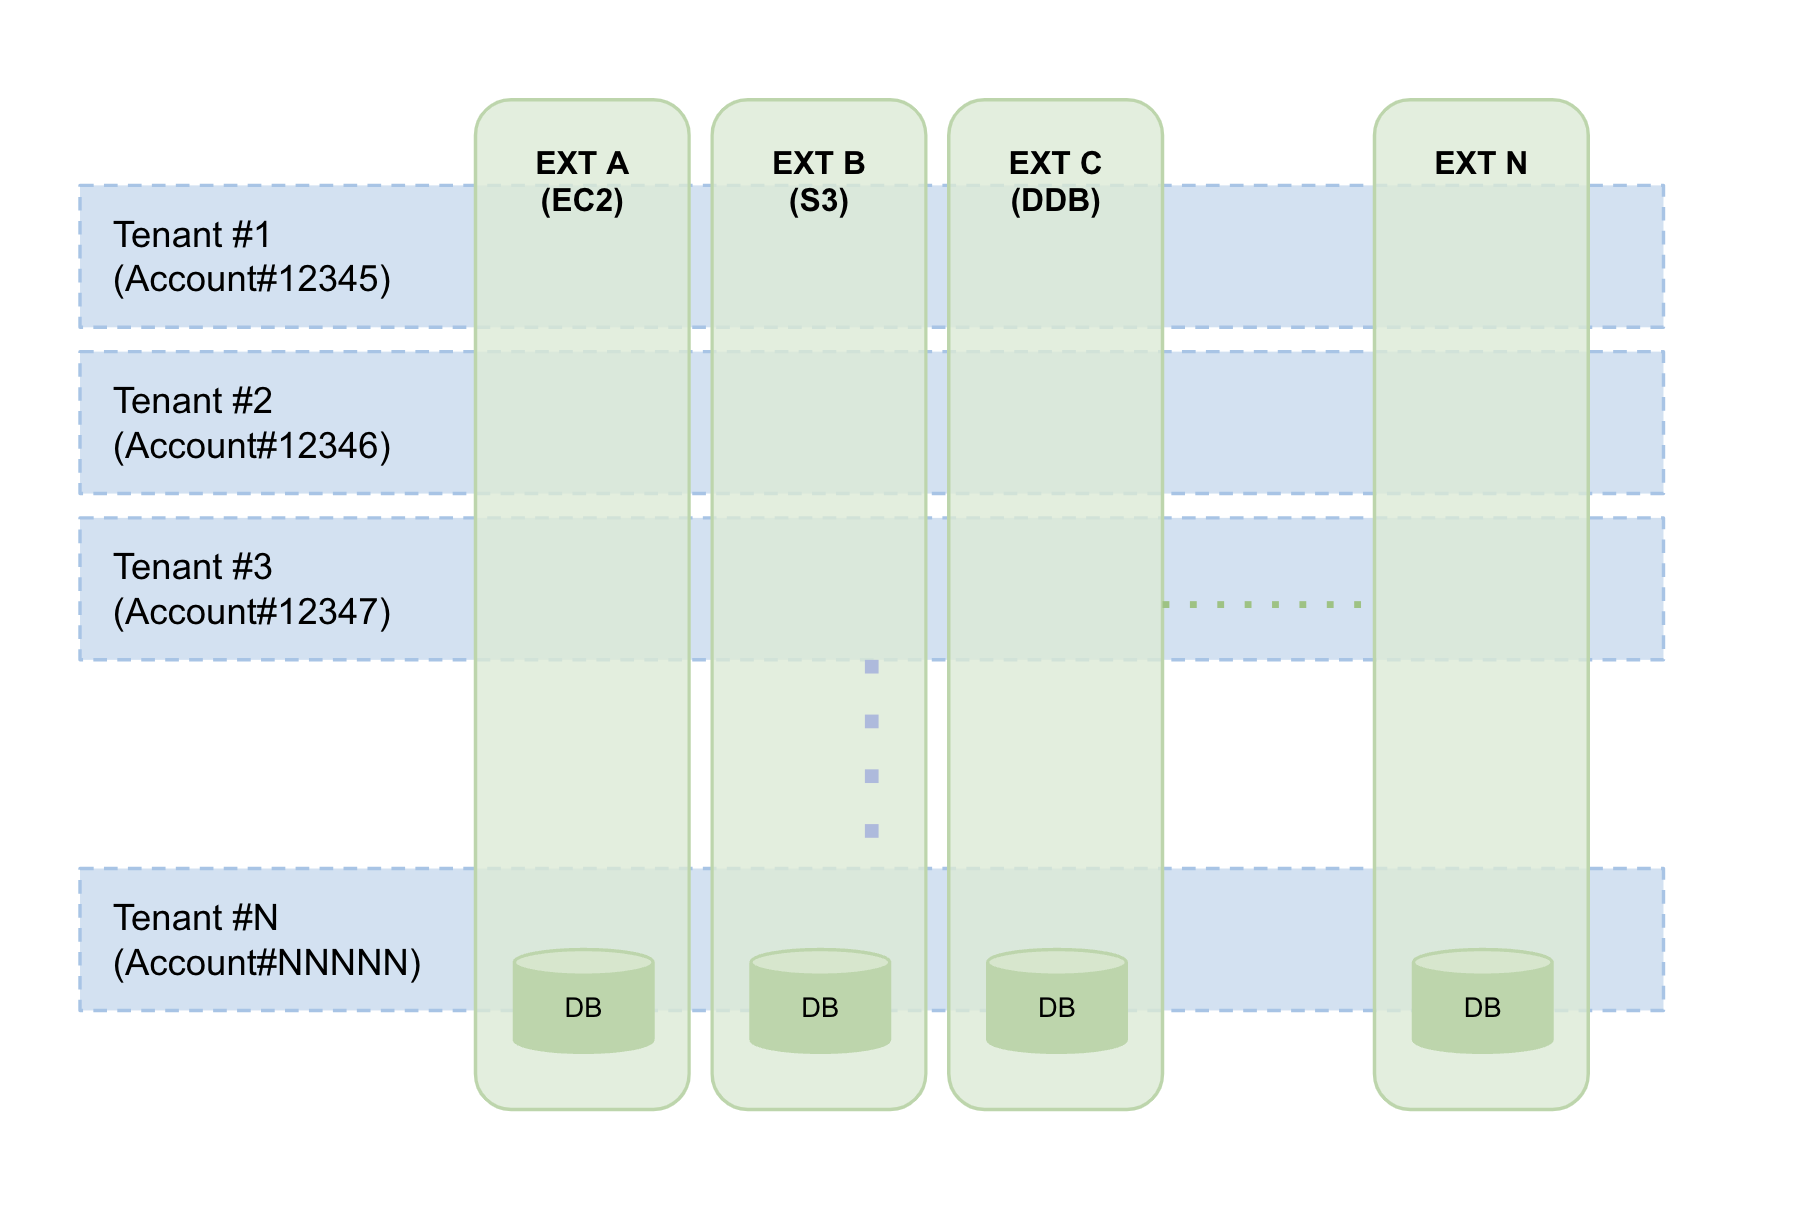 EXT A
(EC2)
EXT B
(S3)
EXT C
(DDB)
EXT N
Tenant #1
(Account#12345)
Tenant #2
(Account#12346)
Tenant #3
(Account#12347)
Tenant #N
(Account#NNNNN)
DB
DB
DB
DB